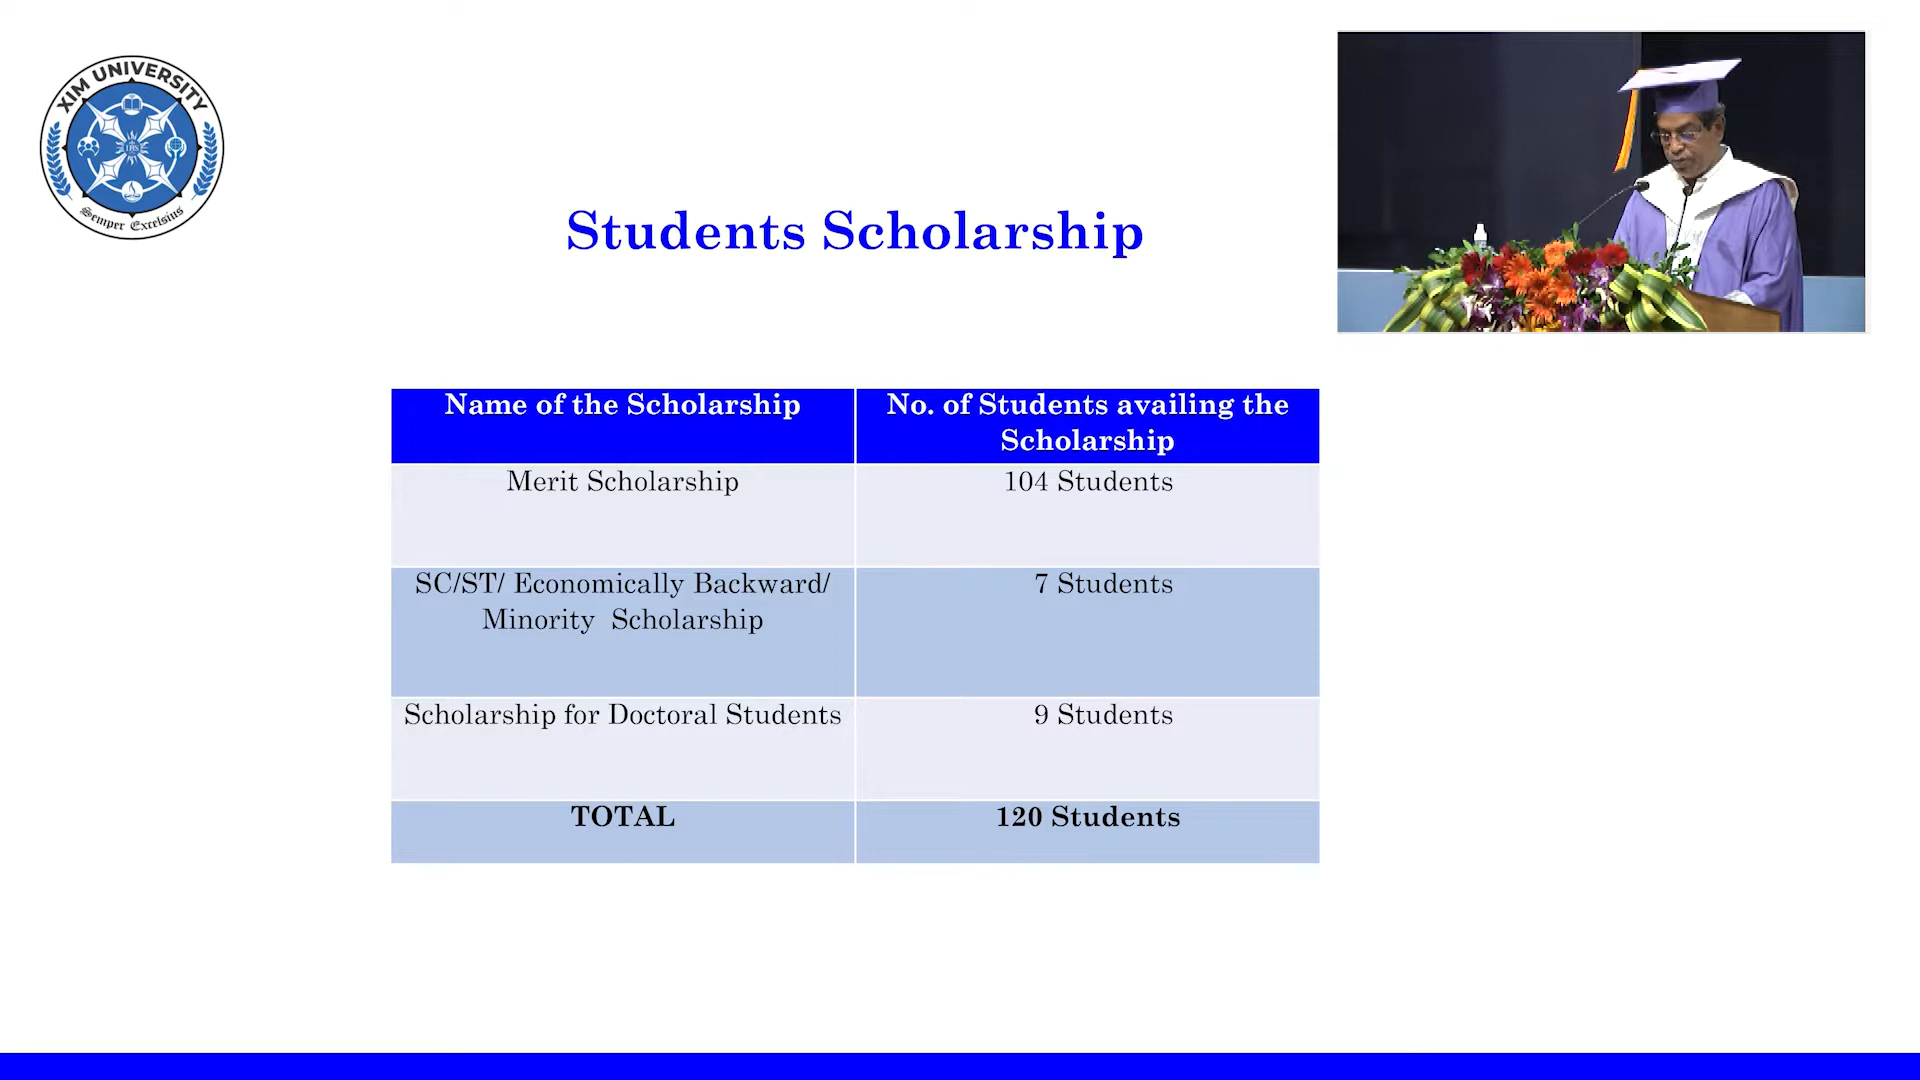 XIM UNIVERSITY
IHS
Semper Excelsius
Students Scholarship
Name of the Scholarship
No. of Students availing the
Scholarship
Merit Scholarship
104 Students
SC/ST/ Economically Backward/
Minority Scholarship
7 Students
Scholarship for Doctoral Students
9 Students
TOTAL
120 Students